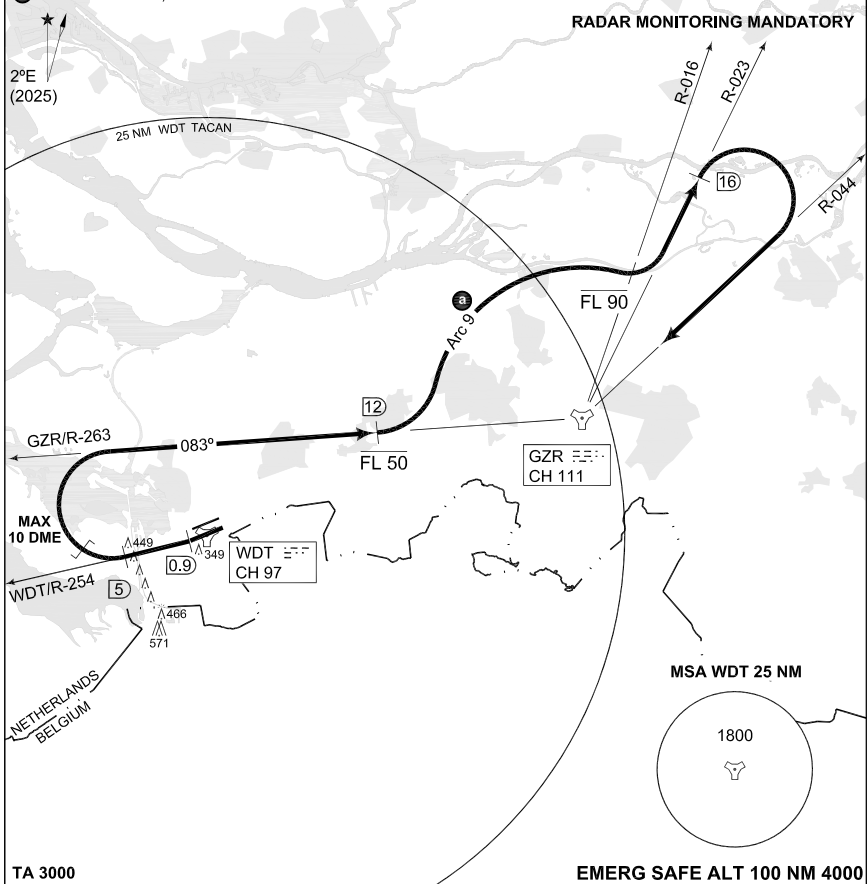 RADAR MONITORING MANDATORY
2ºE
(2025)
R-016
R-023
25 NM WDT TACAN
16
R-044
a
FL 90
Arc 9
12
GZR/R-263
083º
FL 50
GZR
CH 111
MAX
10 DME
449
349
0.9
WDT
CH 97
WDT/R-254
5
466
571
NETHERLANDS
BELGIUM
MSA WDT 25 NM
1800
TA 3000
EMERG SAFE ALT 100 NM 4000